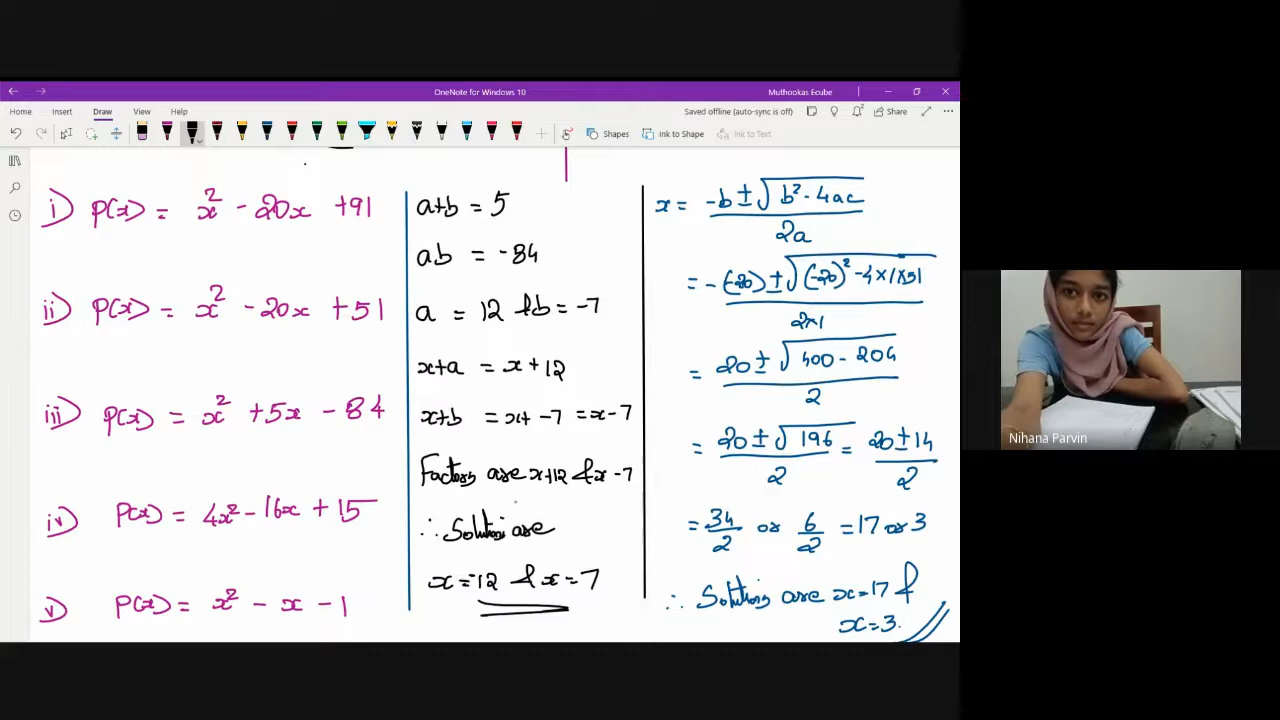 OneNote for Windows 10
Muthookas Ecube
Home Insert Draw View Help
Saved offline (auto-sync is off)
Share
Shapes
Ink to Shape
Ink to Text
i) P(x) = x² - 20x + 91
ii) P(x) = x² - 20x + 51
iii) P(x) = x² + 5x - 84
iv) P(x) = 4x² - 16x + 15
v) P(x) = x² - x - 1
a+b = 5
ab = -84
a = 12 & b = -7
x+a = x+12
x+b = x+ -7 = x-7
Factors are x+12 & x-7
∴ Solutions are
x = -12 & x = 7
x = -b ± √b² - 4ac / 2a
= -(-20) ± √(-20)² - 4×1×51 / 2×1
= 20 ± √400 - 204 / 2
= 20 ± √196 / 2 = 20 ± 14 / 2
= 34/2 or 6/2 = 17 or 3
∴ Solutions are x=17 &
x=3.
Nihana Parvin